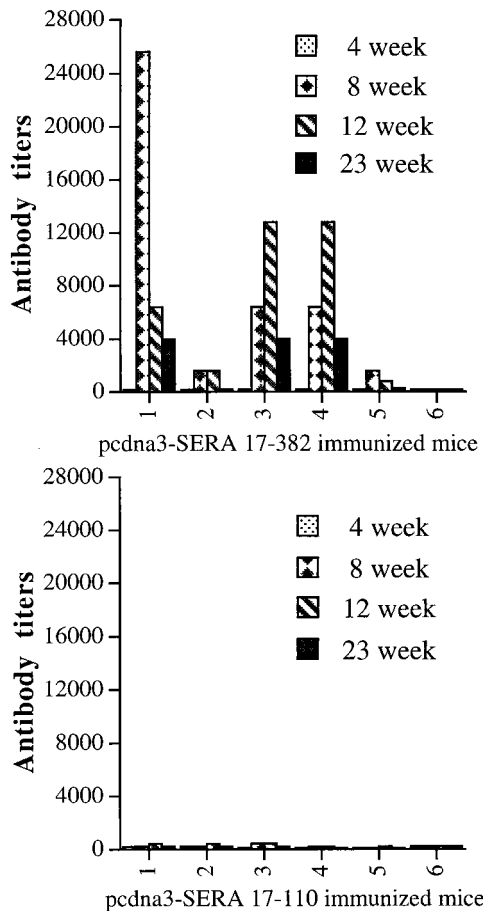 28000
24000
20000
16000
12000
8000
4000
0
Antibody titers
4 week
8 week
12 week
23 week
1 2 3 4 5 6
pcdna3-SERA 17-382 immunized mice
28000
24000
20000
16000
12000
8000
4000
0
Antibody titers
4 week
8 week
12 week
23 week
1 2 3 4 5 6
pcdna3-SERA 17-110 immunized mice